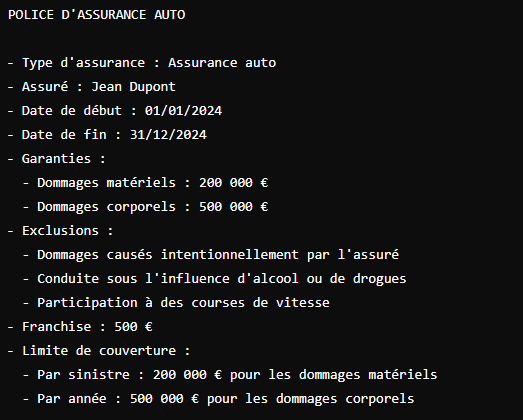 POLICE D'ASSURANCE AUTO
- Type d'assurance : Assurance auto
- Assuré : Jean Dupont
- Date de début : 01/01/2024
- Date de fin : 31/12/2024
- Garanties :
- Dommages matériels : 200 000 €
- Dommages corporels : 500 000 €
- Exclusions :
- Dommages causés intentionnellement par l'assuré
- Conduite sous l'influence d'alcool ou de drogues
- Participation à des courses de vitesse
- Franchise : 500 €
- Limite de couverture :
- Par sinistre : 200 000 € pour les dommages matériels
- Par année : 500 000 € pour les dommages corporels